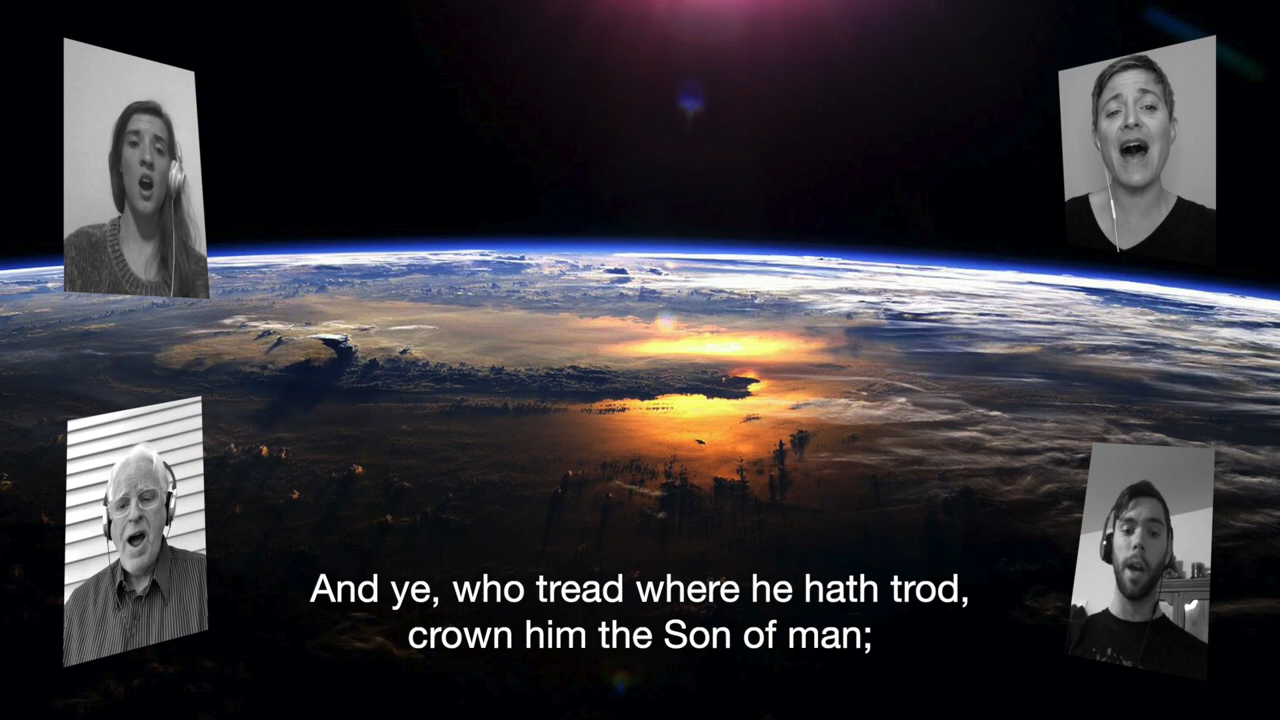 And ye, who tread where he hath trod,
crown him the Son of man;